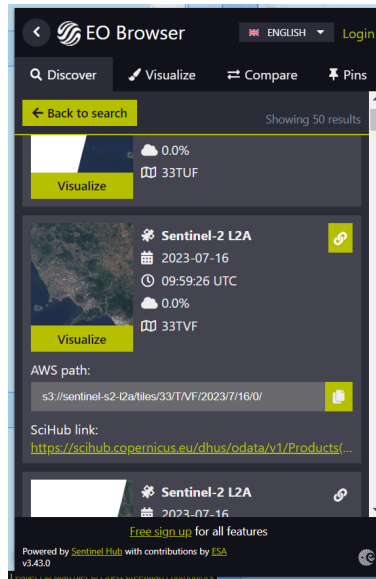 EO Browser
ENGLISH
Login
Discover
Visualize
Compare
Pins
Back to search
Showing 50 results
0.0%
33TUF
Visualize
Sentinel-2 L2A
2023-07-16
09:59:26 UTC
0.0%
33TVF
Visualize
AWS path:
s3://sentinel-s2-l2a/tiles/33/T/VF/2023/7/16/0/
SciHub link:
https://scihub.copernicus.eu/dhus/odata/v1/Products(...
Sentinel-2 L2A
2023-07-16
Free sign up for all features
Powered by Sentinel Hub with contributions by ESA
v3.43.0